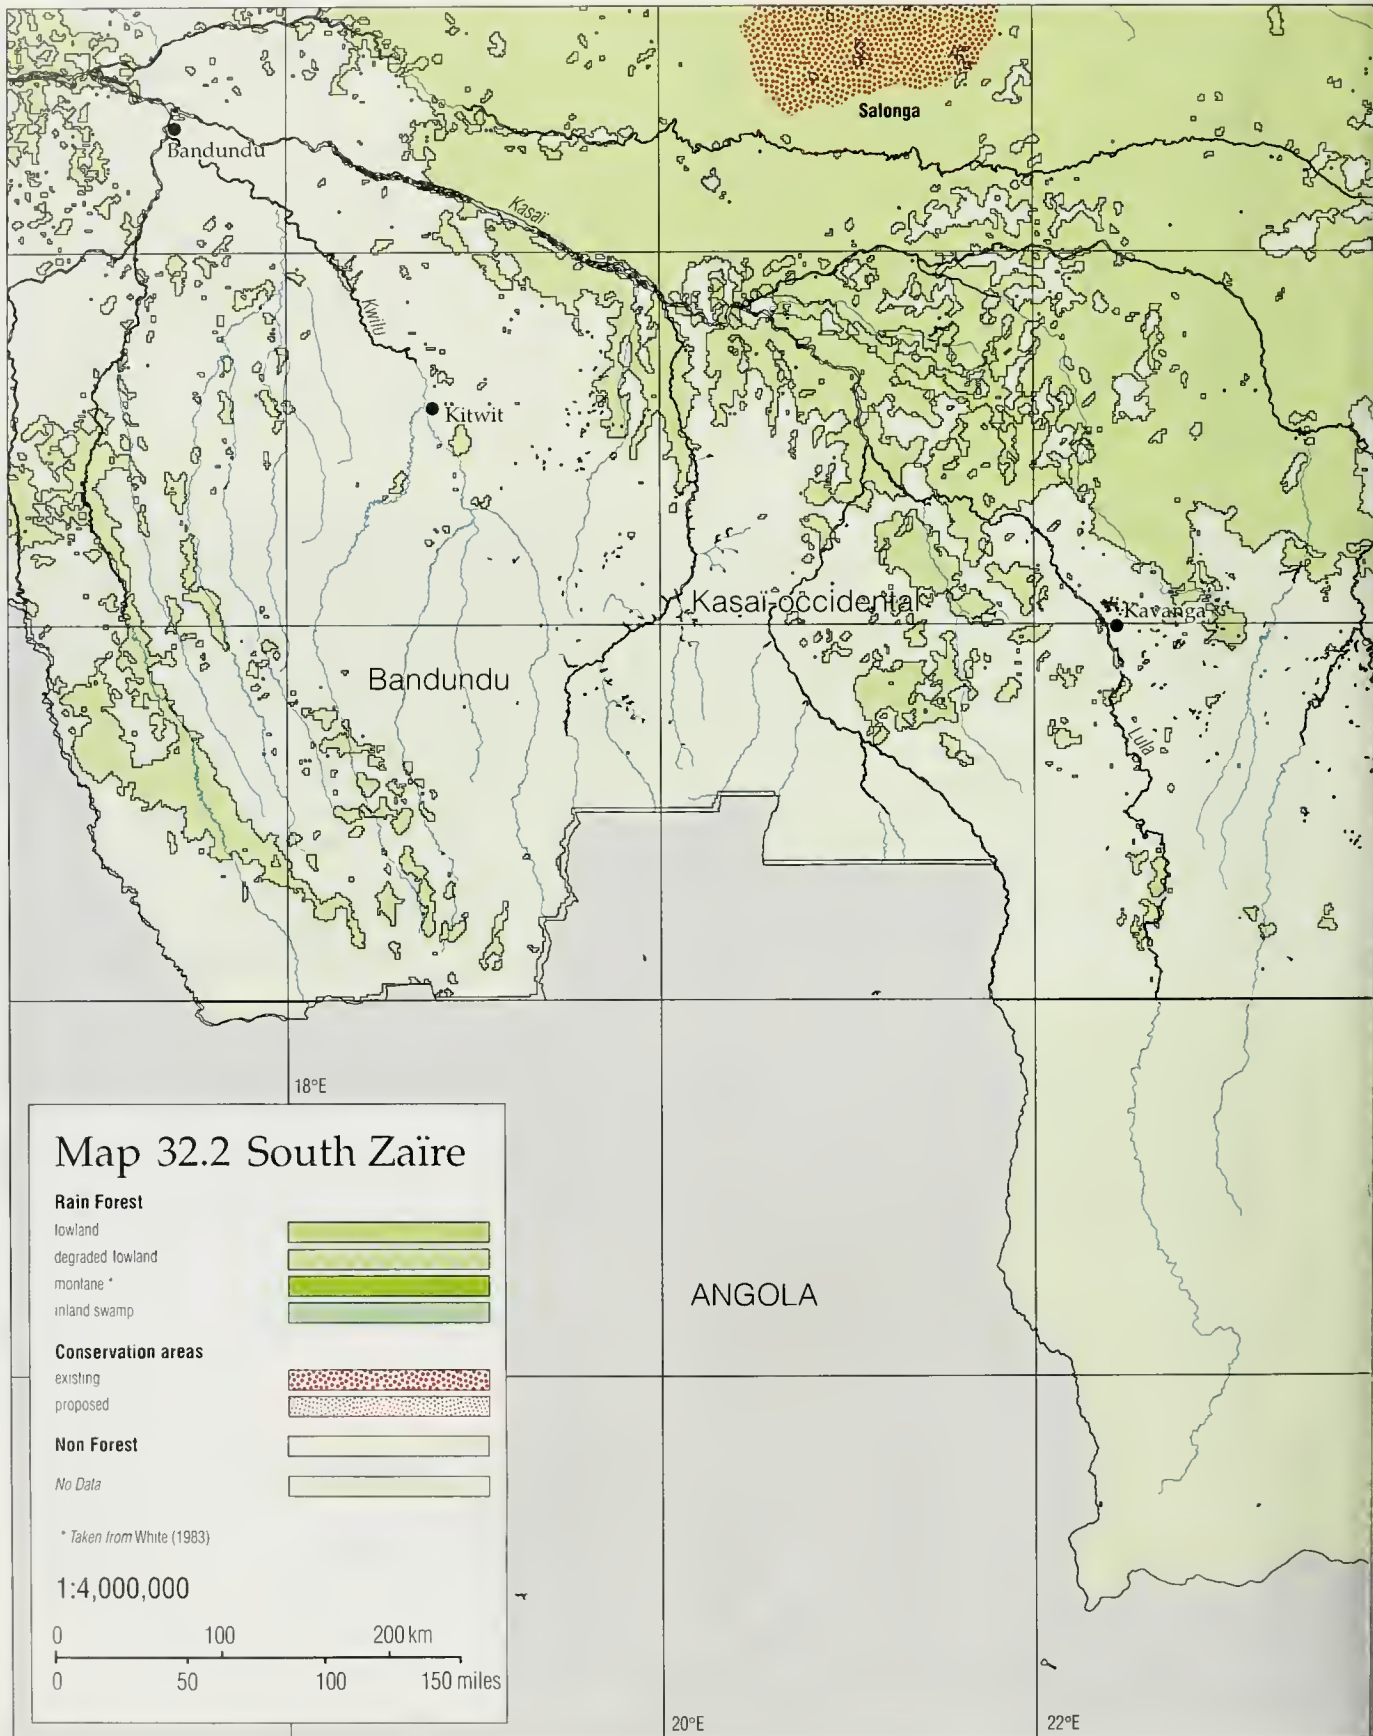 Salonga
Bandundu
Kasaï
Kwilu
Kitwit
Kasaï-occidental
Kavanga
Bandundu
Lula
18°E
Map 32.2 South Zaïre
Rain Forest
lowland
degraded lowland
montane *
inland swamp
Conservation areas
existing
proposed
Non Forest
No Data
* Taken from White (1983)
1:4,000,000
0 100 200 km
0 50 100 150 miles
ANGOLA
20°E
22°E